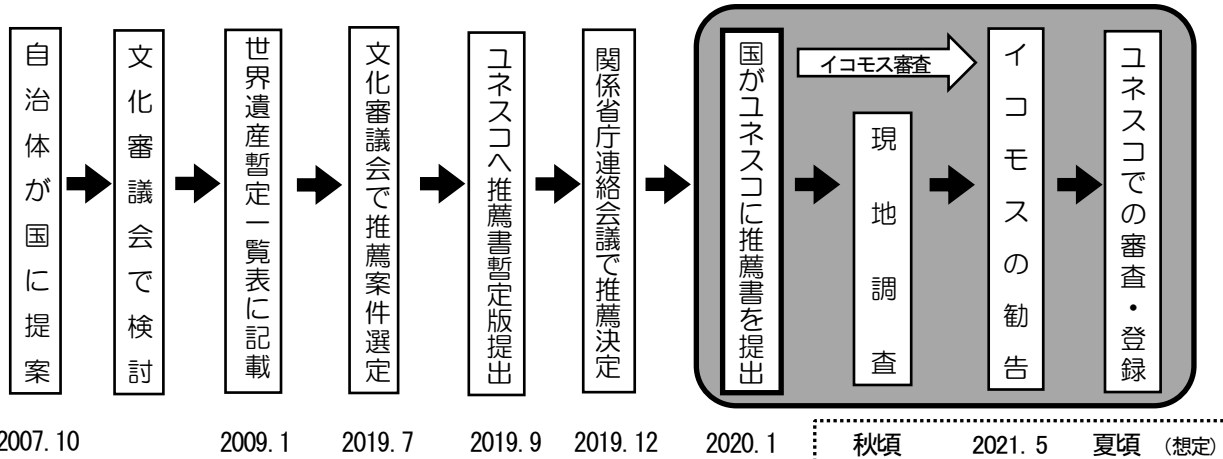 自治体が国に提案
文化審議会で検討
世界遺産暫定一覧表に記載
文化審議会で推薦案件選定
ユネスコへ推薦書暫定版提出
関係省庁連絡会議で推薦決定
国がユネスコに推薦書を提出
イコモス審査
現地調査
イコモスの勧告
ユネスコでの審査・登録
2007.10
2009.1
2019.7
2019.9
2019.12
2020.1
秋頃
2021.5
夏頃
(想定)